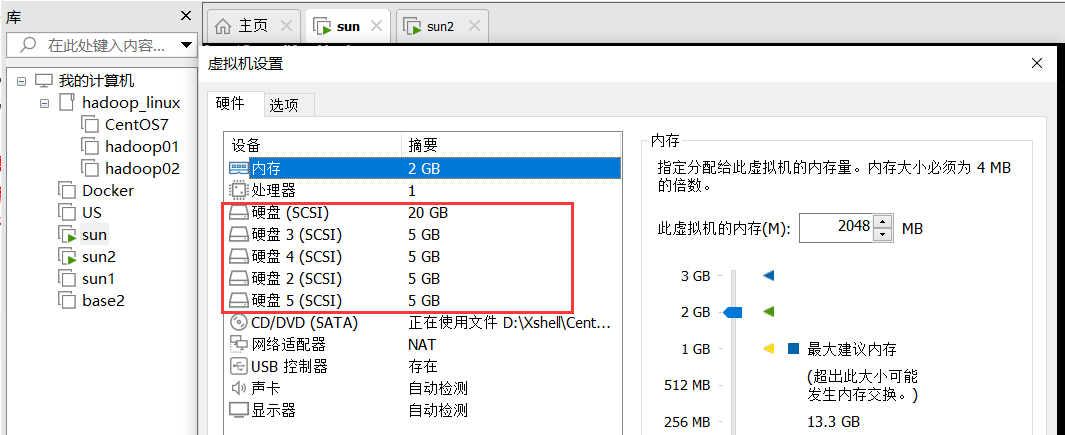 库
在此处键入内容...
我的计算机
hadoop_linux
CentOS7
hadoop01
hadoop02
Docker
US
sun
sun2
sun1
base2
主页
sun
sun2
虚拟机设置
硬件
选项
设备 摘要
内存 2 GB
处理器 1
硬盘 (SCSI) 20 GB
硬盘 3 (SCSI) 5 GB
硬盘 4 (SCSI) 5 GB
硬盘 2 (SCSI) 5 GB
硬盘 5 (SCSI) 5 GB
CD/DVD (SATA) 正在使用文件 D:\Xshell\Cent...
网络适配器 NAT
USB 控制器 存在
声卡 自动检测
显示器 自动检测
内存
指定分配给此虚拟机的内存量。内存大小必须为 4 MB
的倍数。
此虚拟机的内存(M): 2048 MB
3 GB
2 GB
1 GB
512 MB
256 MB
最大建议内存
(超出此大小可能
发生内存交换。)
13.3 GB